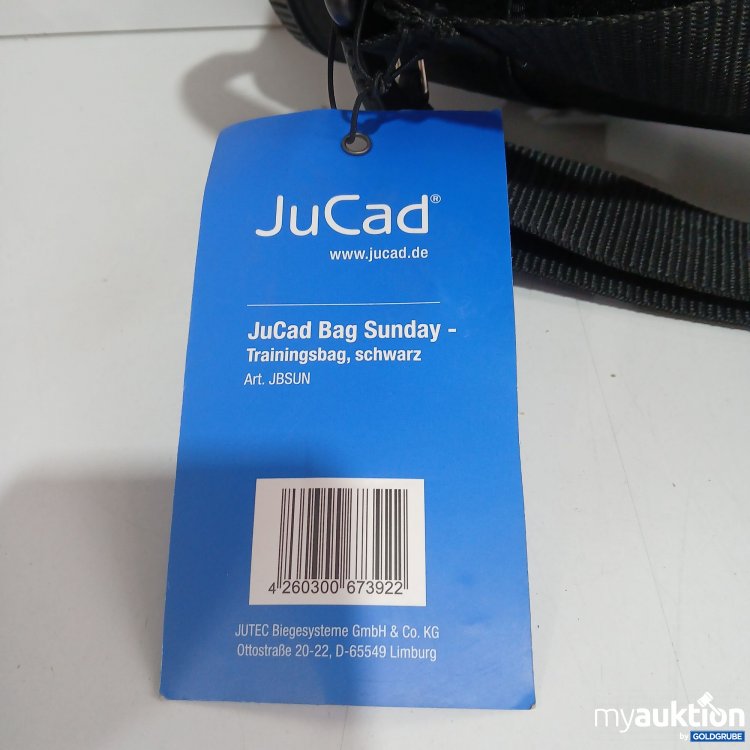 JuCad®
www.jucad.de
JuCad Bag Sunday -
Trainingsbag, schwarz
Art. JBSUN
4 260300 673922
JUTEC Biegesysteme GmbH & Co. KG
Ottostraße 20-22, D-65549 Limburg
myauktion
by GOLDGRUBE